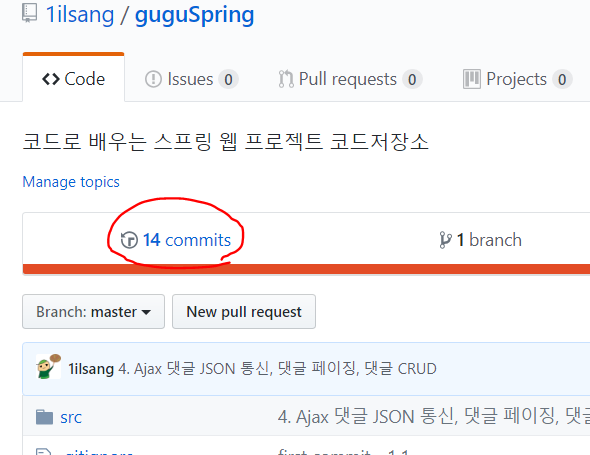 1ilsang / guguSpring
Code Issues 0 Pull requests 0 Projects 0
코드로 배우는 스프링 웹 프로젝트 코드저장소
Manage topics
14 commits 1 branch
Branch: master New pull request
1ilsang 4. Ajax 댓글 JSON 통신, 댓글 페이징, 댓글 CRUD
src 4. Ajax 댓글 JSON 통신, 댓글 페이징, 댓글